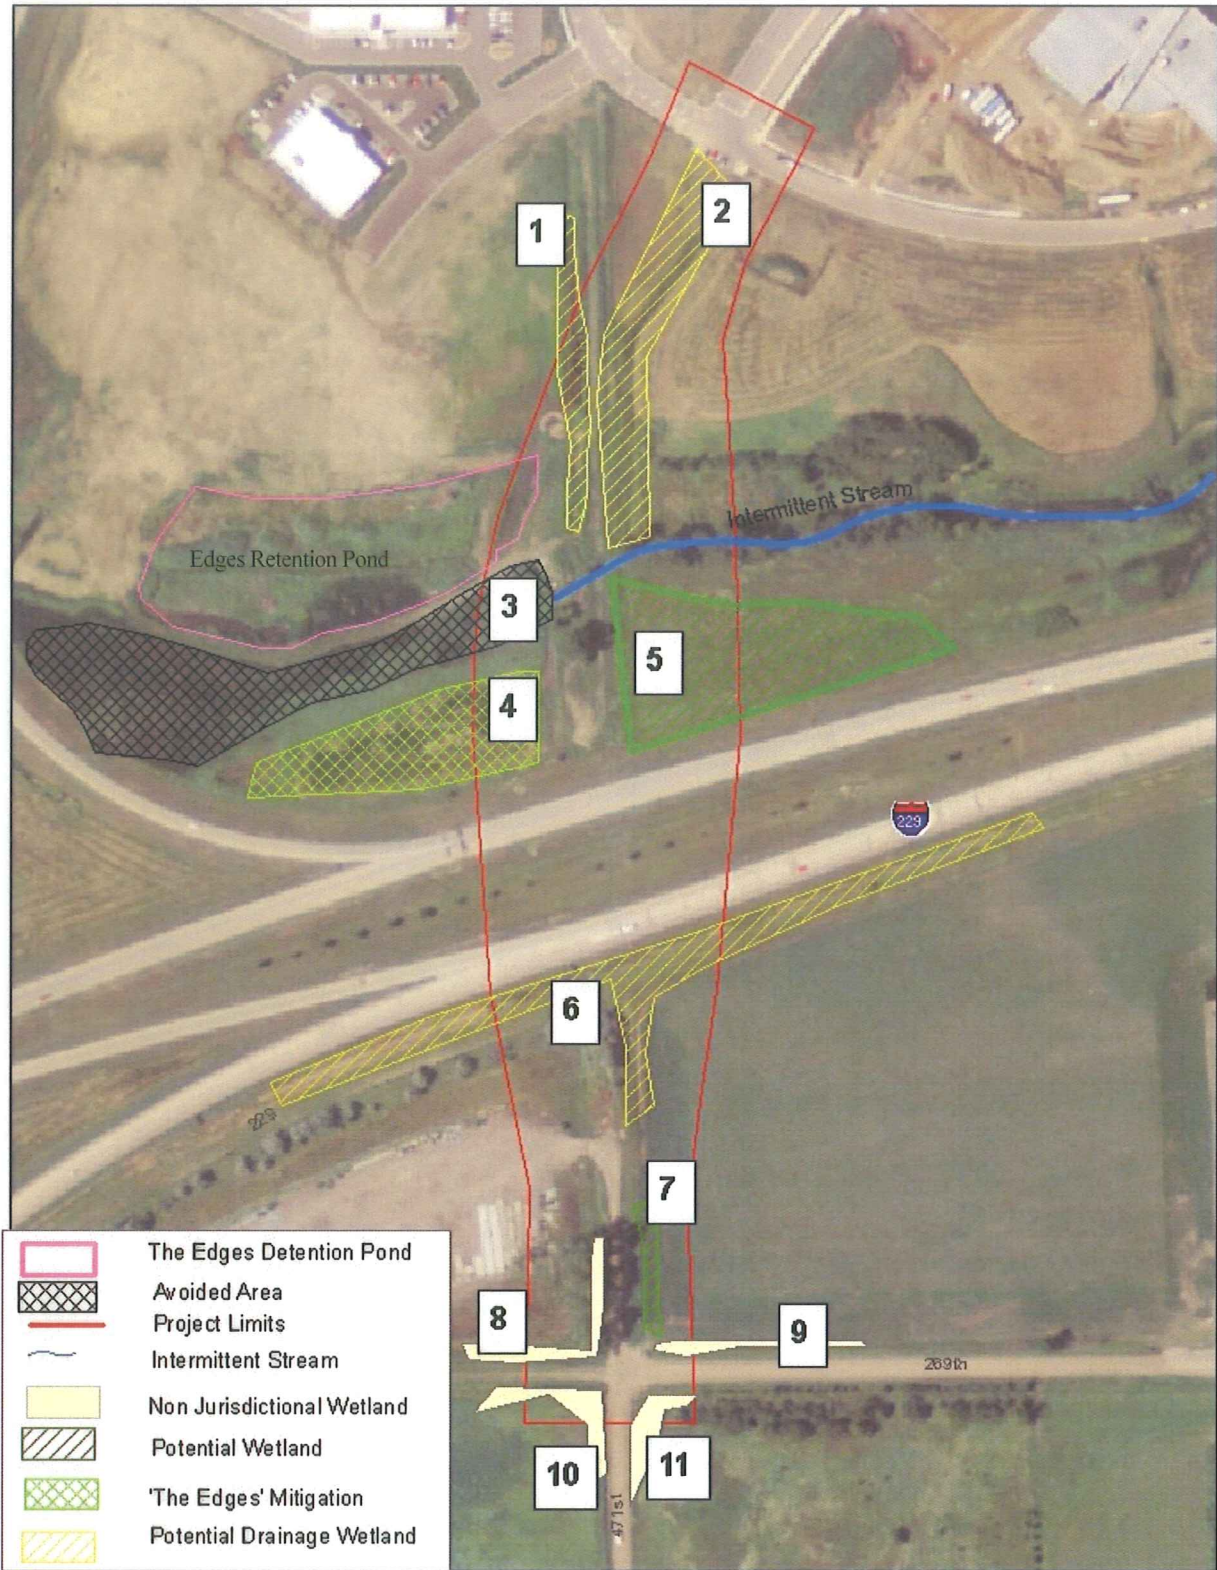 1
2
Intermittent Stream
Edges Retention Pond
3
5
4
229
6
229
7
8
9
269th
10
11
471st
The Edges Detention Pond
Avoided Area
Project Limits
Intermittent Stream
Non Jurisdictional Wetland
Potential Wetland
'The Edges' Mitigation
Potential Drainage Wetland